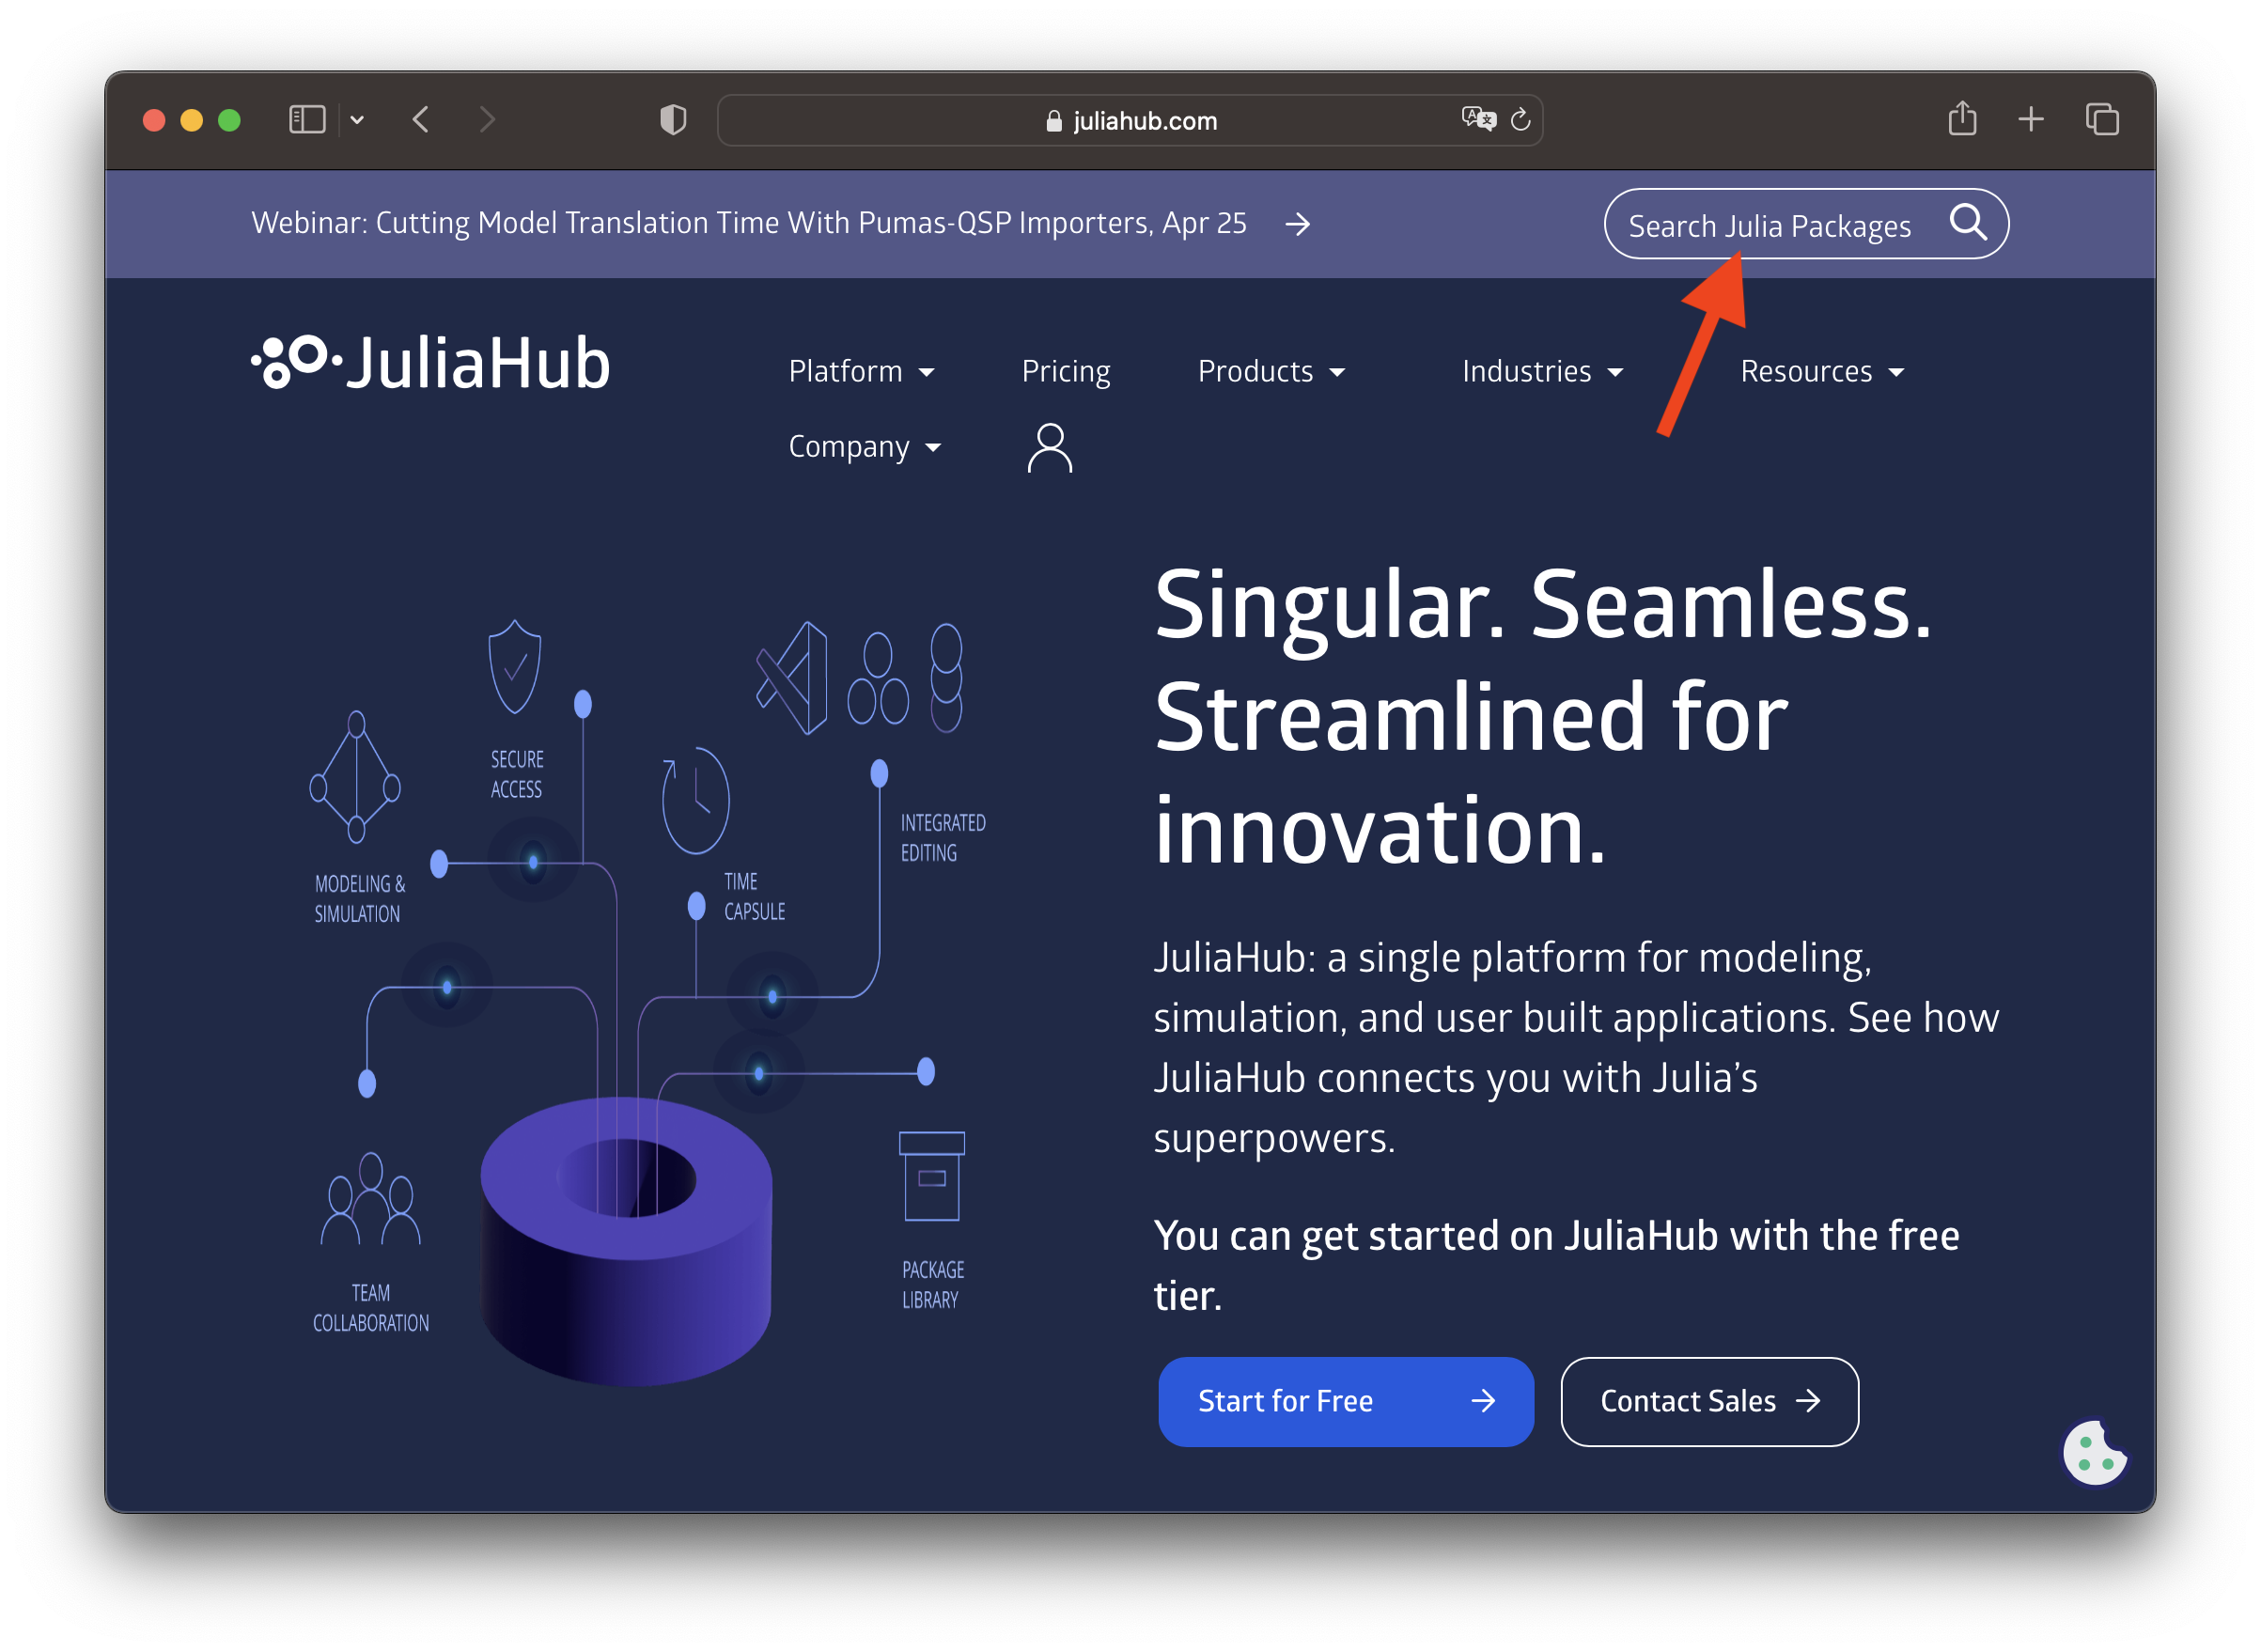 juliahub.com
Webinar: Cutting Model Translation Time With Pumas-QSP Importers, Apr 25
Search Julia Packages
JuliaHub
Platform
Pricing
Products
Industries
Resources
Company
Singular. Seamless.
Streamlined for
innovation.
SECURE
ACCESS
INTEGRATED
EDITING
MODELING &
SIMULATION
TIME
CAPSULE
JuliaHub: a single platform for modeling,
simulation, and user built applications. See how
JuliaHub connects you with Julia’s
superpowers.
You can get started on JuliaHub with the free
tier.
PACKAGE
LIBRARY
TEAM
COLLABORATION
Start for Free
Contact Sales